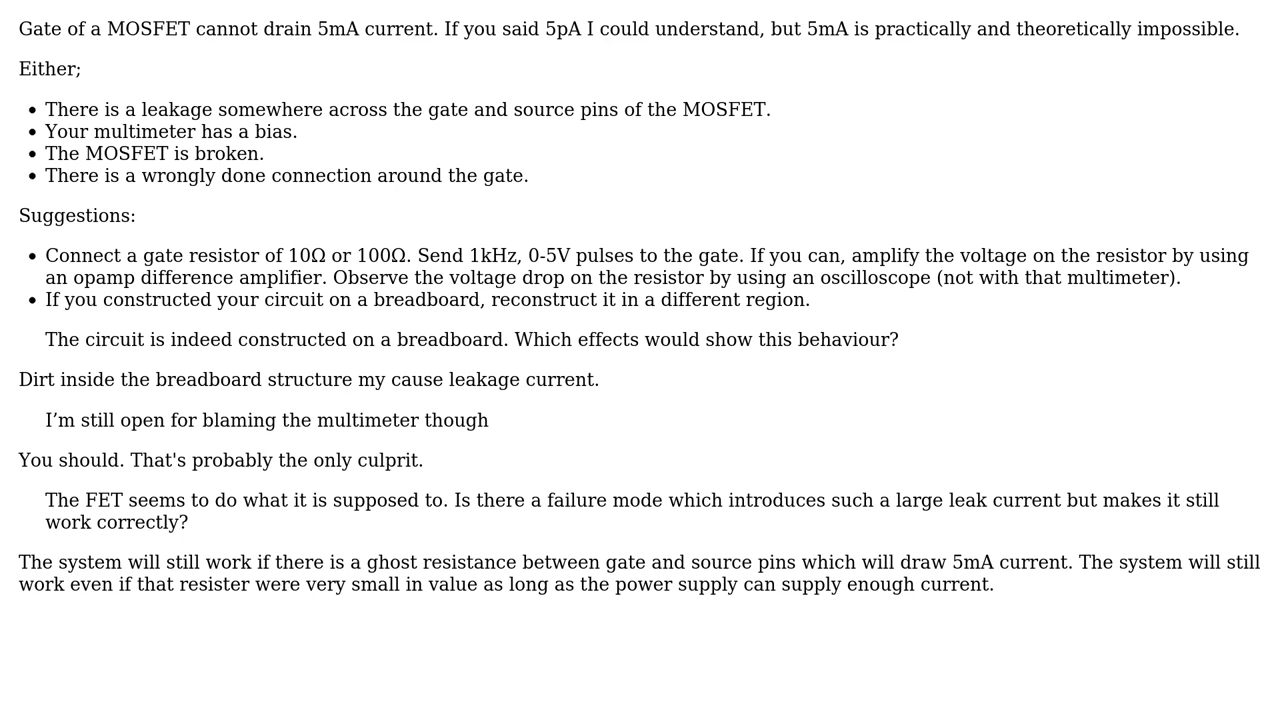 Gate of a MOSFET cannot drain 5mA current. If you said 5pA I could understand, but 5mA is practically and theoretically impossible.
Either;
• There is a leakage somewhere across the gate and source pins of the MOSFET.
• Your multimeter has a bias.
• The MOSFET is broken.
• There is a wrongly done connection around the gate.
Suggestions:
• Connect a gate resistor of 10Ω or 100Ω. Send 1kHz, 0-5V pulses to the gate. If you can, amplify the voltage on the resistor by using
an opamp difference amplifier. Observe the voltage drop on the resistor by using an oscilloscope (not with that multimeter).
• If you constructed your circuit on a breadboard, reconstruct it in a different region.
The circuit is indeed constructed on a breadboard. Which effects would show this behaviour?
Dirt inside the breadboard structure my cause leakage current.
I’m still open for blaming the multimeter though
You should. That's probably the only culprit.
The FET seems to do what it is supposed to. Is there a failure mode which introduces such a large leak current but makes it still
work correctly?
The system will still work if there is a ghost resistance between gate and source pins which will draw 5mA current. The system will still
work even if that resister were very small in value as long as the power supply can supply enough current.